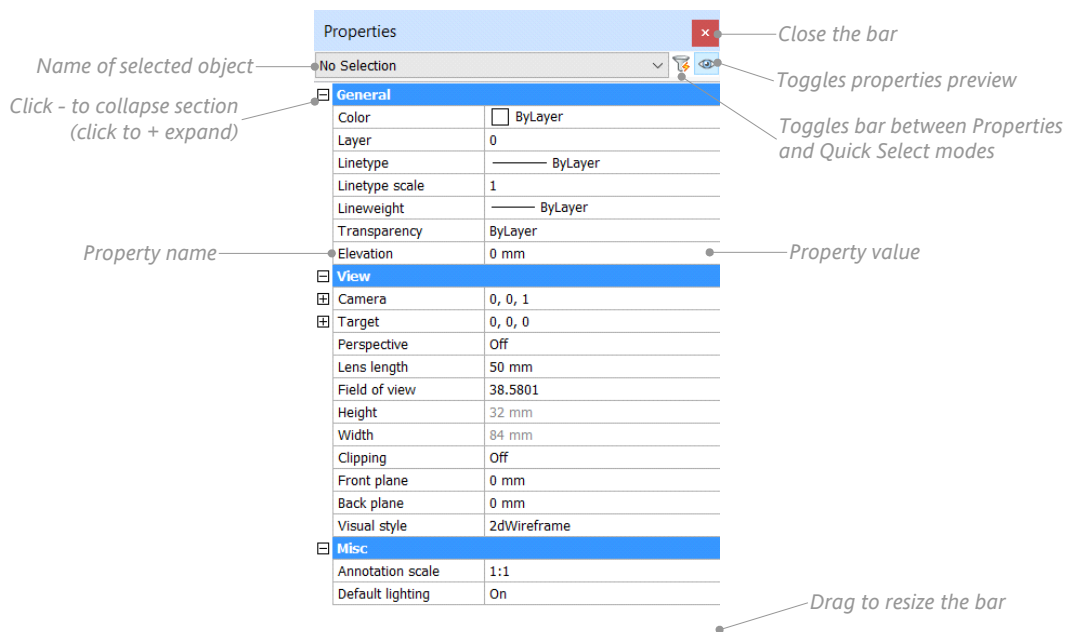 Properties
Close the bar
Name of selected object
No Selection
Toggles properties preview
Click - to collapse section
(click to + expand)
General
Color ByLayer
Toggles bar between Properties
and Quick Select modes
Layer 0
Linetype ByLayer
Linetype scale 1
Lineweight ByLayer
Transparency ByLayer
Property name
Elevation 0 mm
Property value
View
Camera 0, 0, 1
Target 0, 0, 0
Perspective Off
Lens length 50 mm
Field of view 38.5801
Height 32 mm
Width 84 mm
Clipping Off
Front plane 0 mm
Back plane 0 mm
Visual style 2dWireframe
Misc
Annotation scale 1:1
Default lighting On
Drag to resize the bar